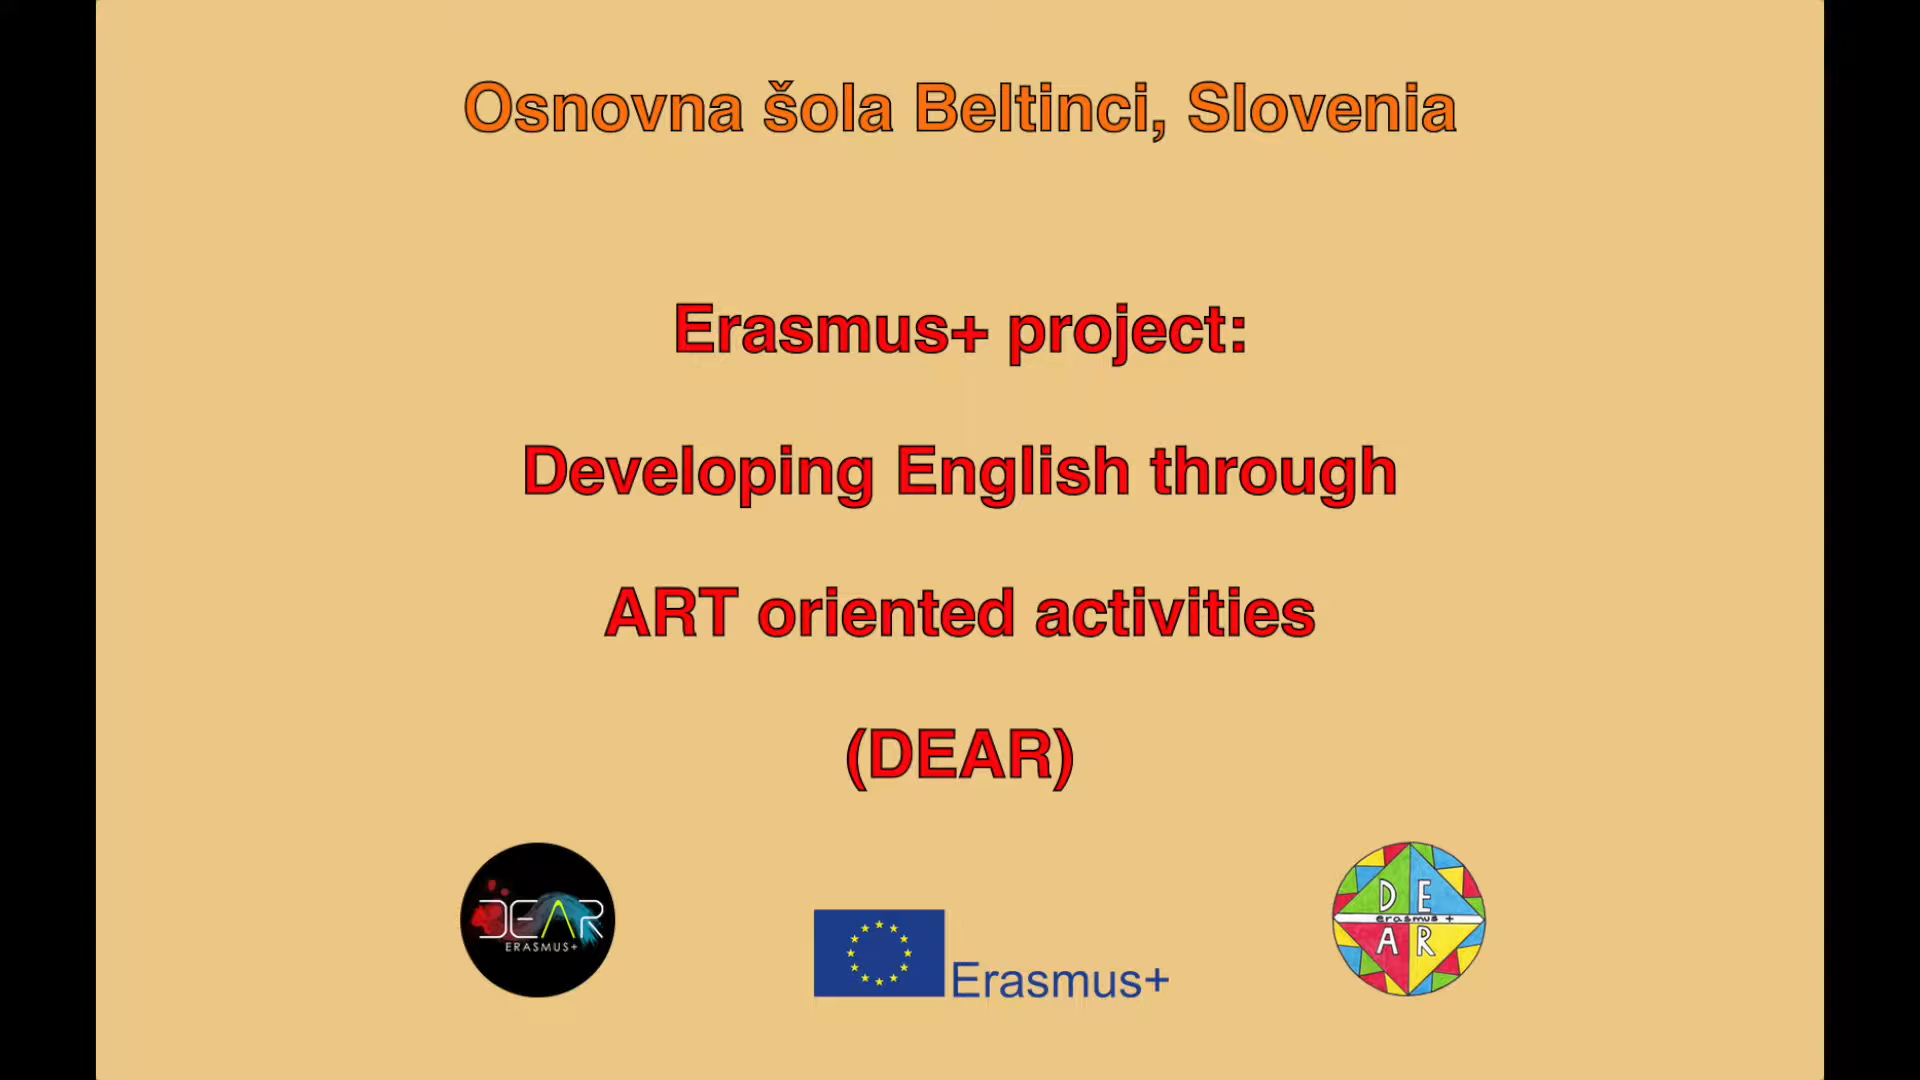 Osnovna šola Beltinci, Slovenia
Erasmus+ project:
Developing English through
ART oriented activities
(DEAR)
DEAR
ERASMUS+
Erasmus+
D E
erasmus +
A R